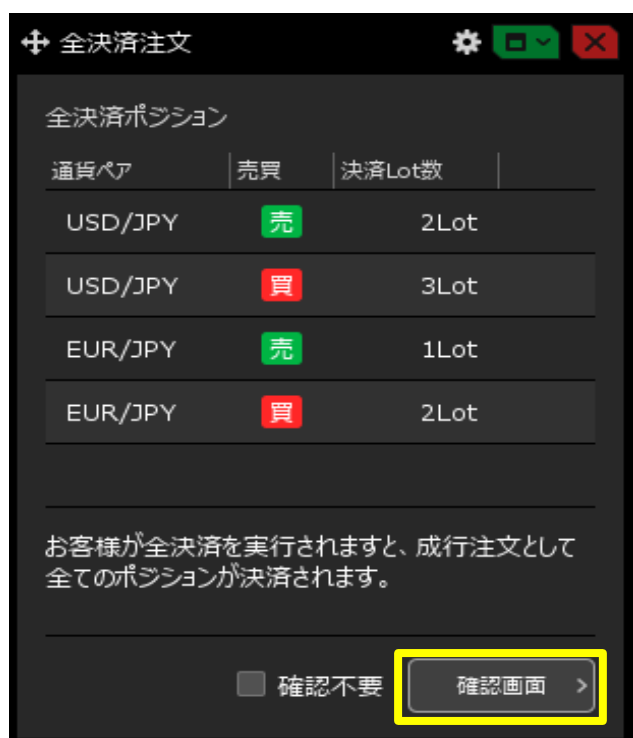 全決済注文
全決済ポジション
通貨ペア 売買 決済Lot数
USD/JPY 売 2Lot
USD/JPY 買 3Lot
EUR/JPY 売 1Lot
EUR/JPY 買 2Lot
お客様が全決済を実行されますと、成行注文として
全てのポジションが決済されます。
確認不要 確認画面 >